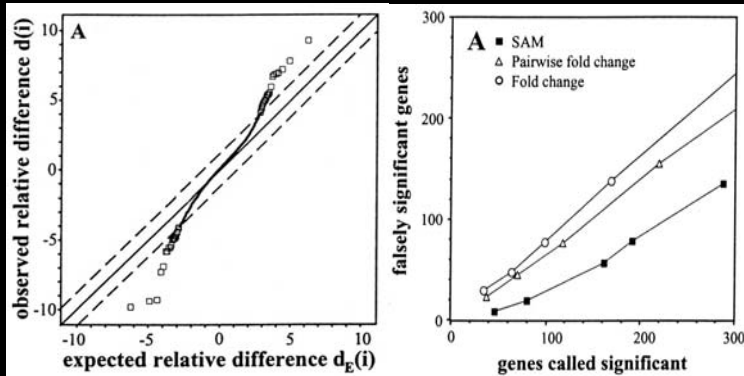 A
observed relative difference d(i)
10
5
0
-5
-10
-10
-5
0
5
10
expected relative difference dE(i)
A
SAM
Pairwise fold change
Fold change
falsely significant genes
300
200
100
0
0
100
200
300
genes called significant